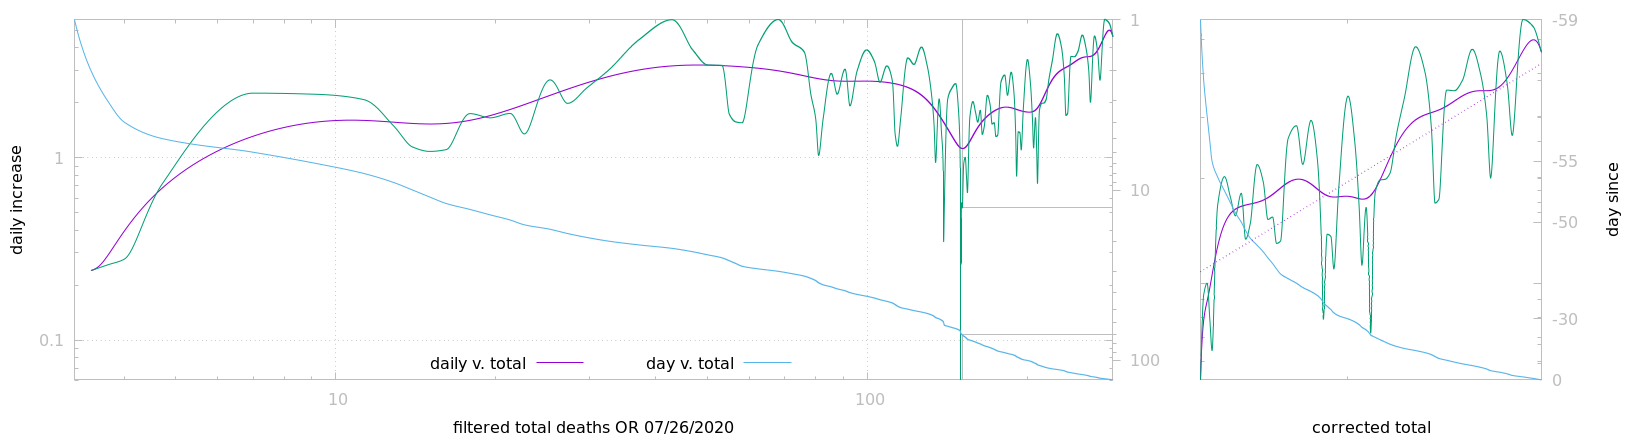 1
-59
1
-55
10
-50
daily increase
day since
-30
0.1
daily v. total
day v. total
100
0
10
100
filtered total deaths OR 07/26/2020
corrected total